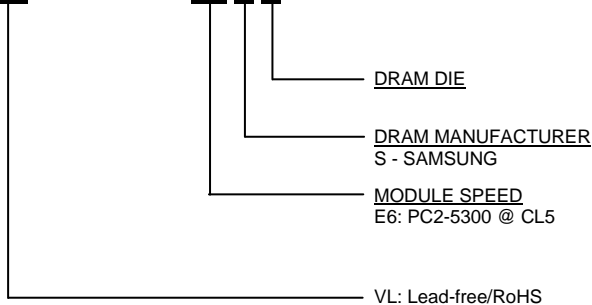 DRAM DIE
DRAM MANUFACTURER
S - SAMSUNG
MODULE SPEED
E6: PC2-5300 @ CL5
VL: Lead-free/RoHS